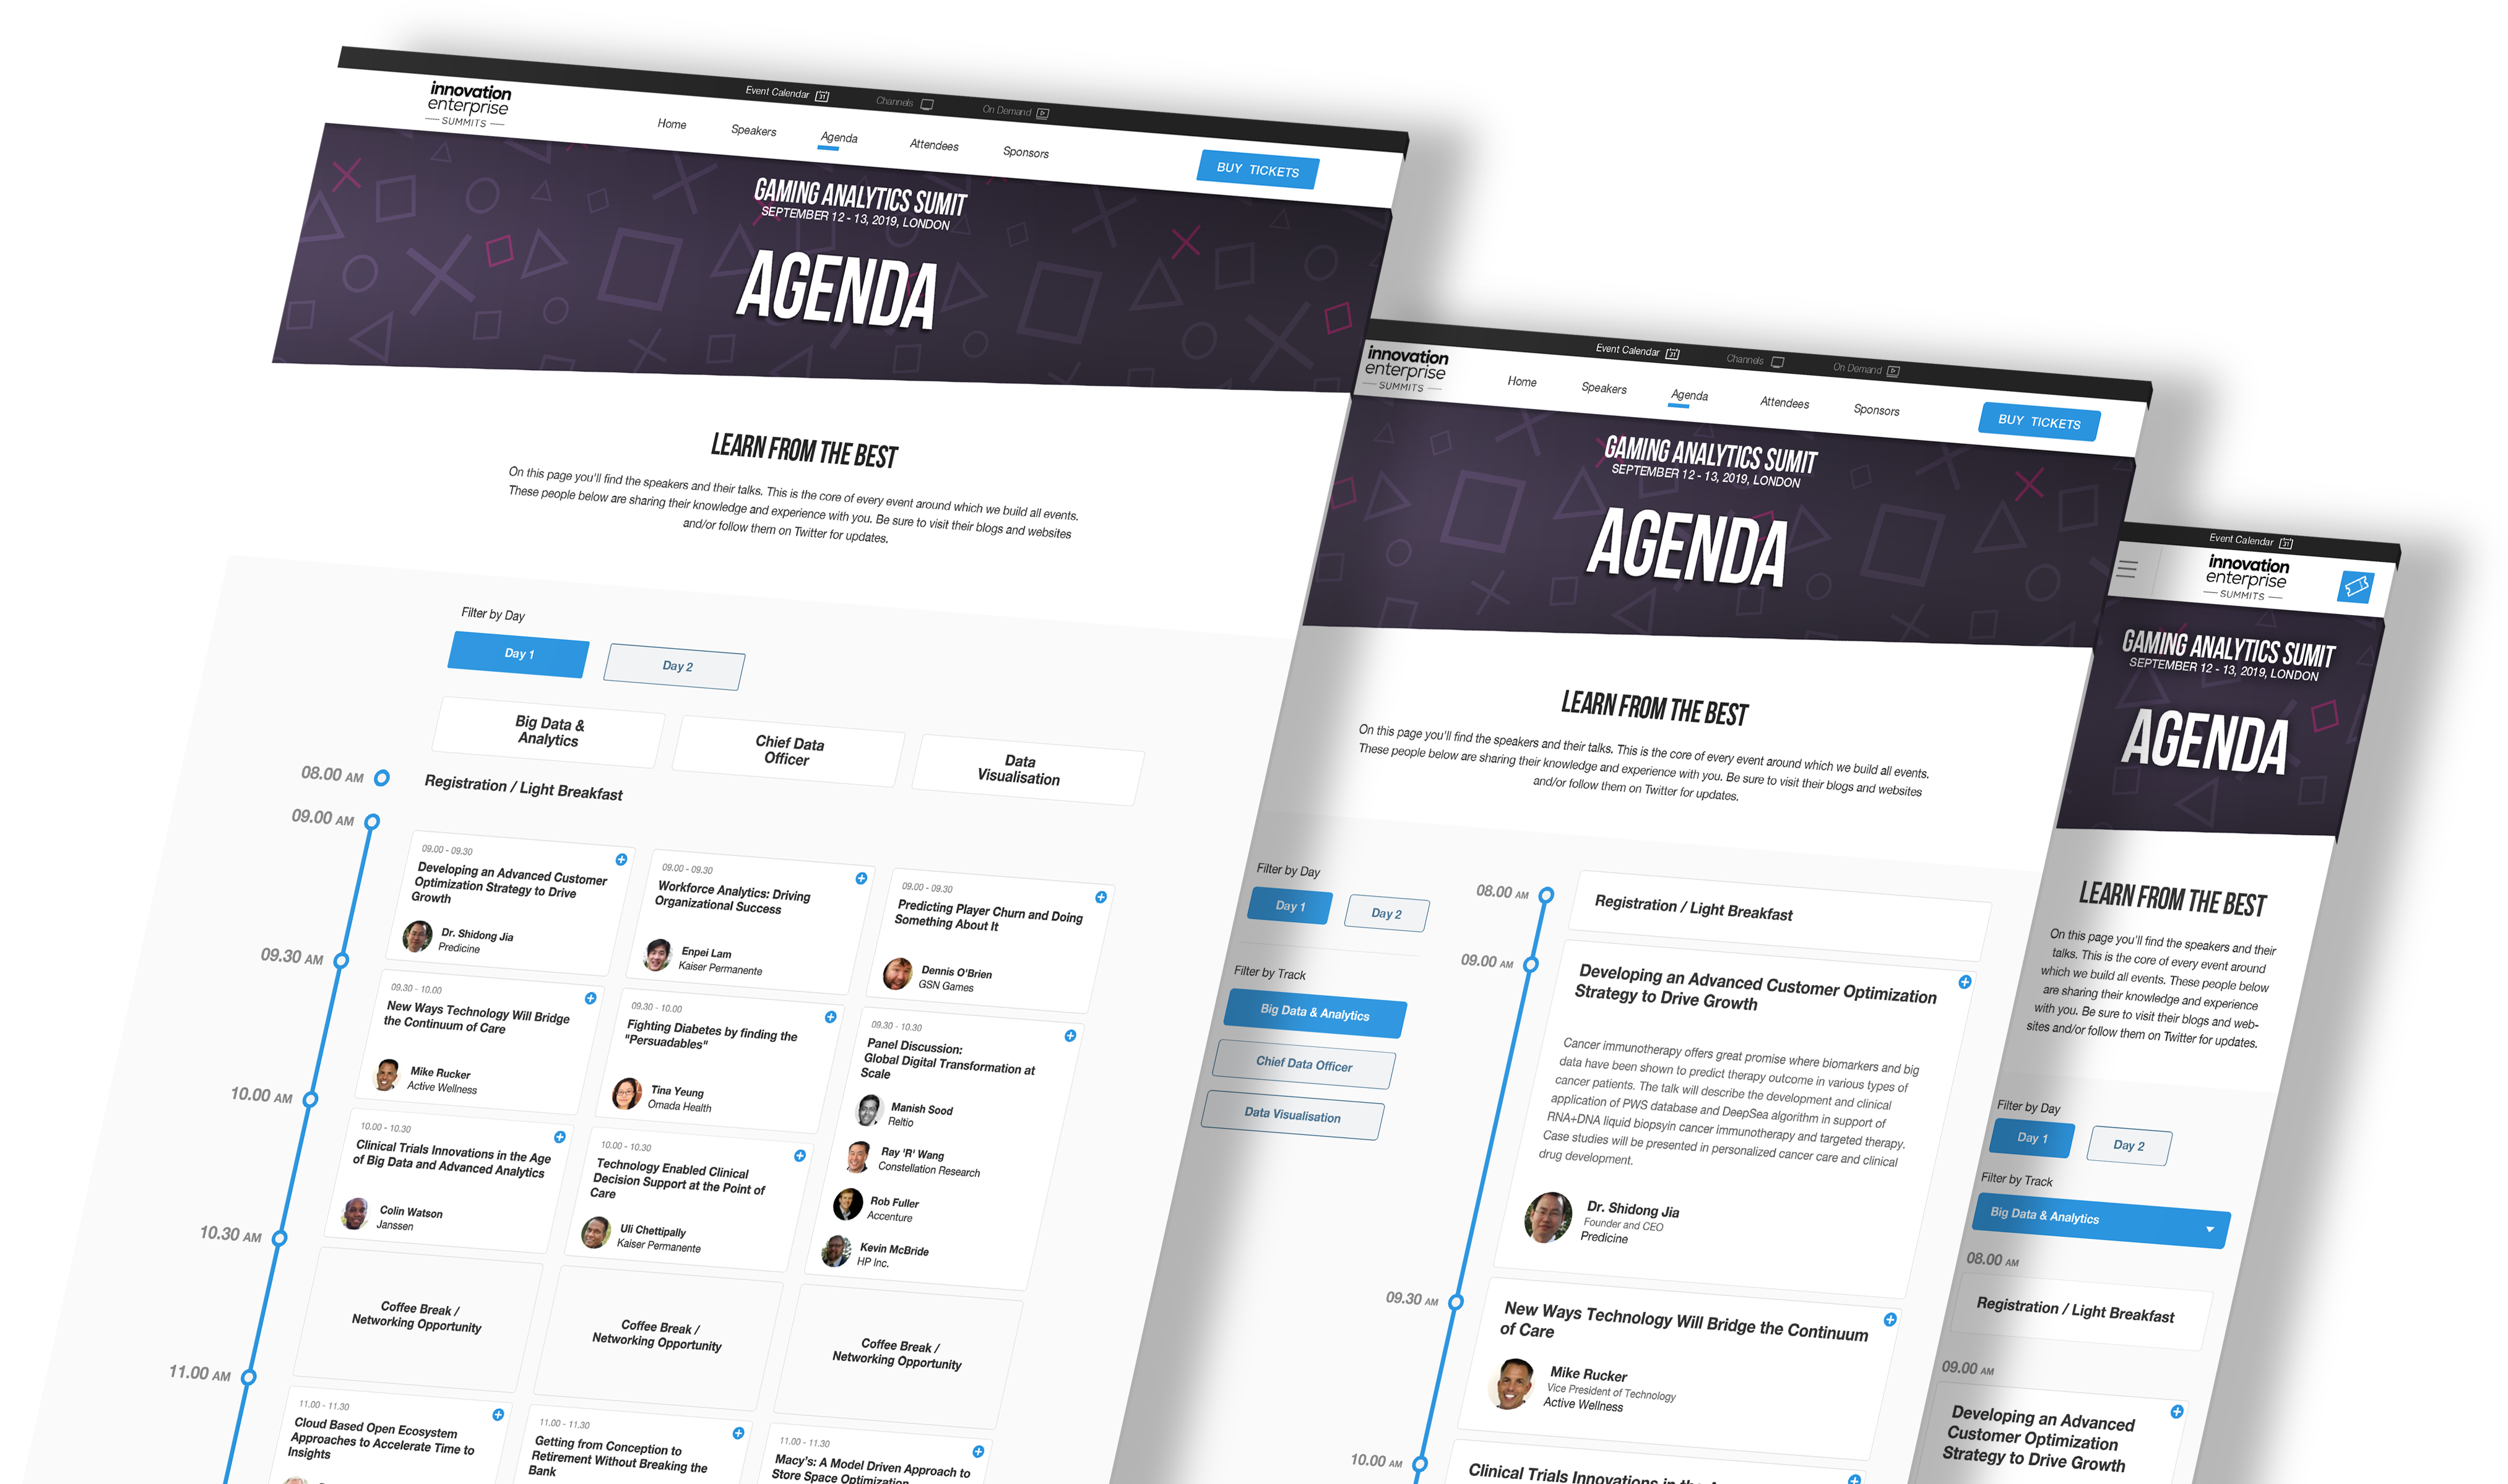 Event Calendar 31
Channels
On Demand
innovation
enterprise
SUMMITS
Home
Speakers
Agenda
Attendees
Sponsors
BUY TICKETS
GAMING ANALYTICS SUMIT
SEPTEMBER 12 - 13, 2019, LONDON
AGENDA
LEARN FROM THE BEST
On this page you'll find the speakers and their talks. This is the core of every event around which we build all events.
These people below are sharing their knowledge and experience with you. Be sure to visit their blogs and websites
and/or follow them on Twitter for updates.
Filter by Day
Day 1
Day 2
Big Data &
Analytics
Chief Data
Officer
Data
Visualisation
08.00 AM
Registration / Light Breakfast
09.00 AM
09.00 - 09.30
Developing an Advanced Customer
Optimization Strategy to Drive
Growth
Dr. Shidong Jia
Predicine
09.00 - 09.30
Workforce Analytics: Driving
Organizational Success
Enpei Lam
Kaiser Permanente
09.00 - 09.30
Predicting Player Churn and Doing
Something About It
Dennis O'Brien
GSN Games
09.30 AM
09.30 - 10.00
New Ways Technology Will Bridge
the Continuum of Care
Mike Rucker
Active Wellness
09.30 - 10.00
Fighting Diabetes by finding the
"Persuadables"
Tina Yeung
Omada Health
09.30 - 10.30
Panel Discussion:
Global Digital Transformation at
Scale
Manish Sood
Reltio
Ray 'R' Wang
Constellation Research
Rob Fuller
Accenture
Kevin McBride
HP Inc.
10.00 AM
10.00 - 10.30
Clinical Trials Innovations in the Age
of Big Data and Advanced Analytics
Colin Watson
Janssen
10.00 - 10.30
Technology Enabled Clinical
Decision Support at the Point of
Care
Uli Chettipally
Kaiser Permanente
10.30 AM
Coffee Break /
Networking Opportunity
Coffee Break /
Networking Opportunity
Coffee Break /
Networking Opportunity
11.00 AM
11.00 - 11.30
Cloud Based Open Ecosystem
Approaches to Accelerate Time to
Insights
11.00 - 11.30
Getting from Conception to
Retirement Without Breaking the
Bank
11.00 - 11.30
Macy's: A Model Driven Approach to
Store Space Optimization
Event Calendar 31
Channels
On Demand
innovation
enterprise
SUMMITS
Home
Speakers
Agenda
Attendees
Sponsors
BUY TICKETS
GAMING ANALYTICS SUMIT
SEPTEMBER 12 - 13, 2019, LONDON
AGENDA
LEARN FROM THE BEST
On this page you'll find the speakers and their talks. This is the core of every event around which we build all events.
These people below are sharing their knowledge and experience with you. Be sure to visit their blogs and websites
and/or follow them on Twitter for updates.
Filter by Day
Day 1
Day 2
Filter by Track
Big Data & Analytics
Chief Data Officer
Data Visualisation
08.00 AM
Registration / Light Breakfast
09.00 AM
Developing an Advanced Customer Optimization
Strategy to Drive Growth
Cancer immunotherapy offers great promise where biomarkers and big
data have been shown to predict therapy outcome in various types of
cancer patients. The talk will describe the development and clinical
application of PWS database and DeepSea algorithm in support of
RNA+DNA liquid biopsyin cancer immunotherapy and targeted therapy.
Case studies will be presented in personalized cancer care and clinical
drug development.
Dr. Shidong Jia
Founder and CEO
Predicine
09.30 AM
New Ways Technology Will Bridge the Continuum
of Care
Mike Rucker
Vice President of Technology
Active Wellness
10.00 AM
Clinical Trials Innovations in the
Event Calendar 31
innovation
enterprise
SUMMITS
GAMING ANALYTICS SUMIT
SEPTEMBER 12 - 13, 2019, LONDON
AGENDA
LEARN FROM THE BEST
On this page you'll find the speakers and their
talks. This is the core of every event around
which we build all events. These people below
are sharing their knowledge and experience
with you. Be sure to visit their blogs and web-
sites and/or follow them on Twitter for updates.
Filter by Day
Day 1
Day 2
Filter by Track
Big Data & Analytics
08.00 AM
Registration / Light Breakfast
09.00 AM
Developing an Advanced
Customer Optimization
Strategy to Drive Growth